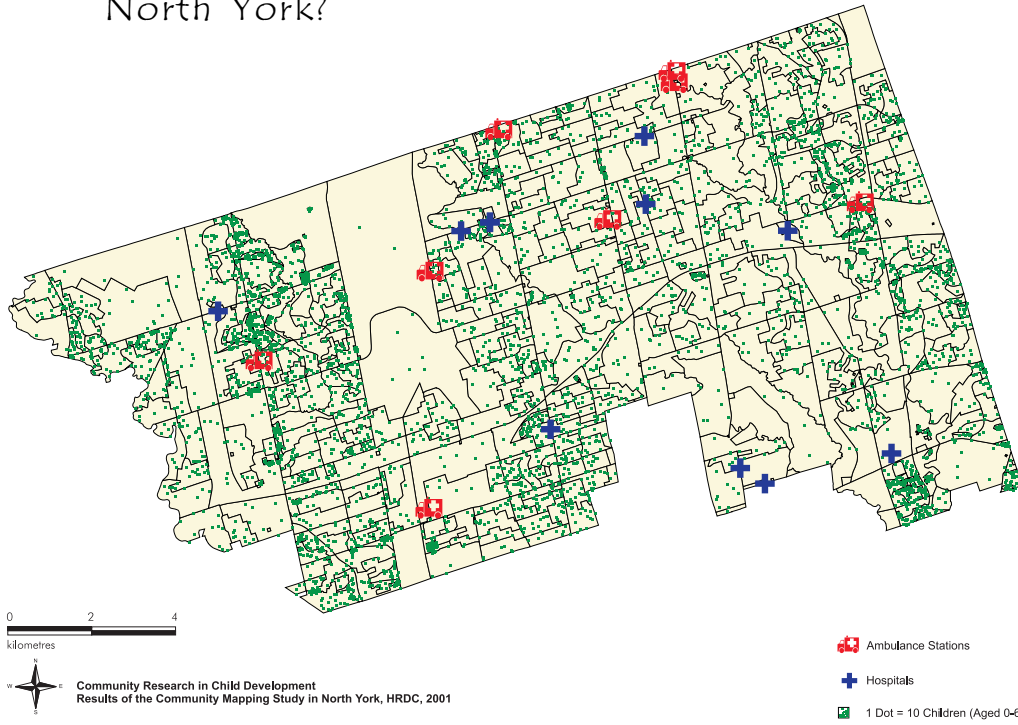 North York?
0 2 4
kilometres
N
W E
S
Community Research in Child Development
Results of the Community Mapping Study in North York, HRDC, 2001
Ambulance Stations
Hospitals
1 Dot = 10 Children (Aged 0-6